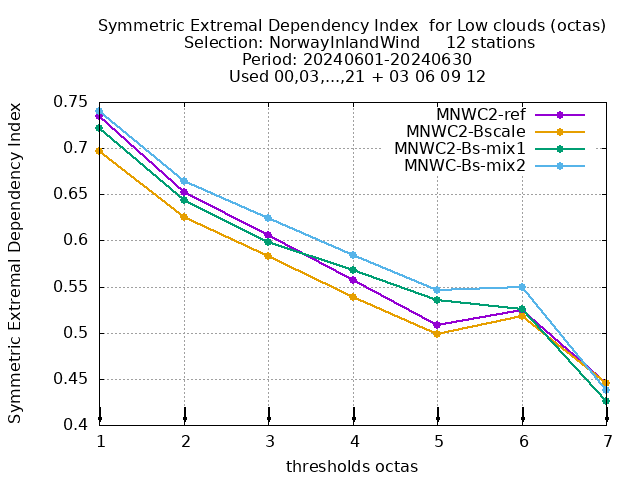 Symmetric Extremal Dependency Index  for Low clouds (octas)
Selection: NorwayInlandWind     12 stations
Period: 20240601-20240630
Used 00,03,...,21 + 03 06 09 12
Symmetric Extremal Dependency Index
0.75
0.7
0.65
0.6
0.55
0.5
0.45
0.4
MNWC2-ref
MNWC2-Bscale
MNWC2-Bs-mix1
MNWC-Bs-mix2
1 2 3 4 5 6 7
thresholds octas